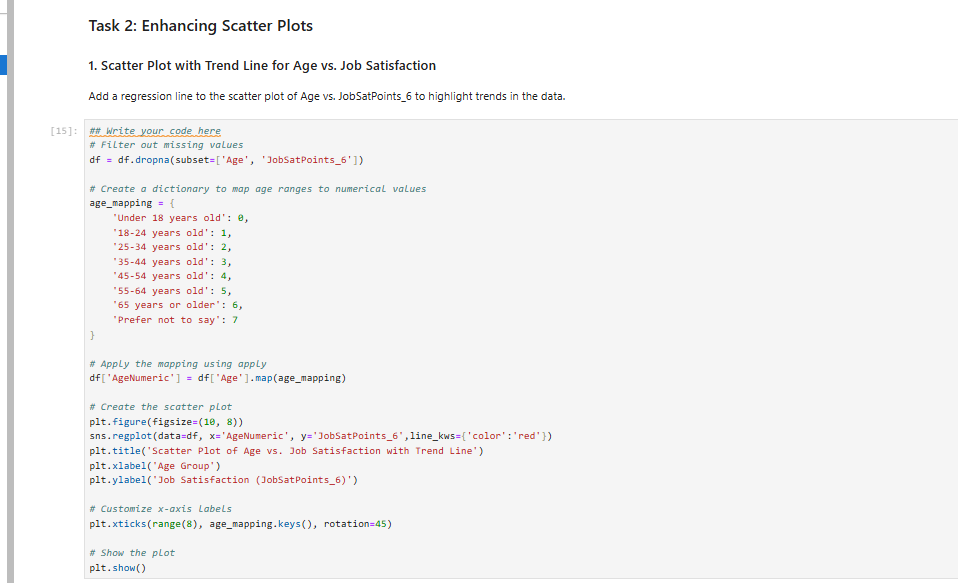 Task 2: Enhancing Scatter Plots
1. Scatter Plot with Trend Line for Age vs. Job Satisfaction
Add a regression line to the scatter plot of Age vs. JobSatPoints_6 to highlight trends in the data.
[15]: ## Write your code here
# Filter out missing values
df = df.dropna(subset=['Age', 'JobSatPoints_6'])
# Create a dictionary to map age ranges to numerical values
age_mapping = {
    'Under 18 years old': 0,
    '18-24 years old': 1,
    '25-34 years old': 2,
    '35-44 years old': 3,
    '45-54 years old': 4,
    '55-64 years old': 5,
    '65 years or older': 6,
    'Prefer not to say': 7
}
# Apply the mapping using apply
df['AgeNumeric'] = df['Age'].map(age_mapping)
# Create the scatter plot
plt.figure(figsize=(10, 8))
sns.regplot(data=df, x='AgeNumeric', y='JobSatPoints_6',line_kws={'color':'red'})
plt.title('Scatter Plot of Age vs. Job Satisfaction with Trend Line')
plt.xlabel('Age Group')
plt.ylabel('Job Satisfaction (JobSatPoints_6)')
# Customize x-axis labels
plt.xticks(range(8), age_mapping.keys(), rotation=45)
# Show the plot
plt.show()